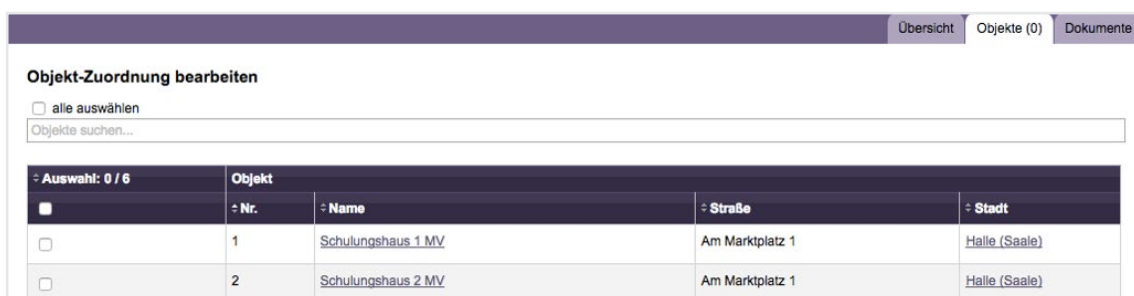 Übersicht Objekte (0) Dokumente
Objekt-Zuordnung bearbeiten
alle auswählen
Objekte suchen...
Auswahl: 0 / 6 Objekt
Nr. Name Straße Stadt
1 Schulungshaus 1 MV Am Marktplatz 1 Halle (Saale)
2 Schulungshaus 2 MV Am Marktplatz 1 Halle (Saale)